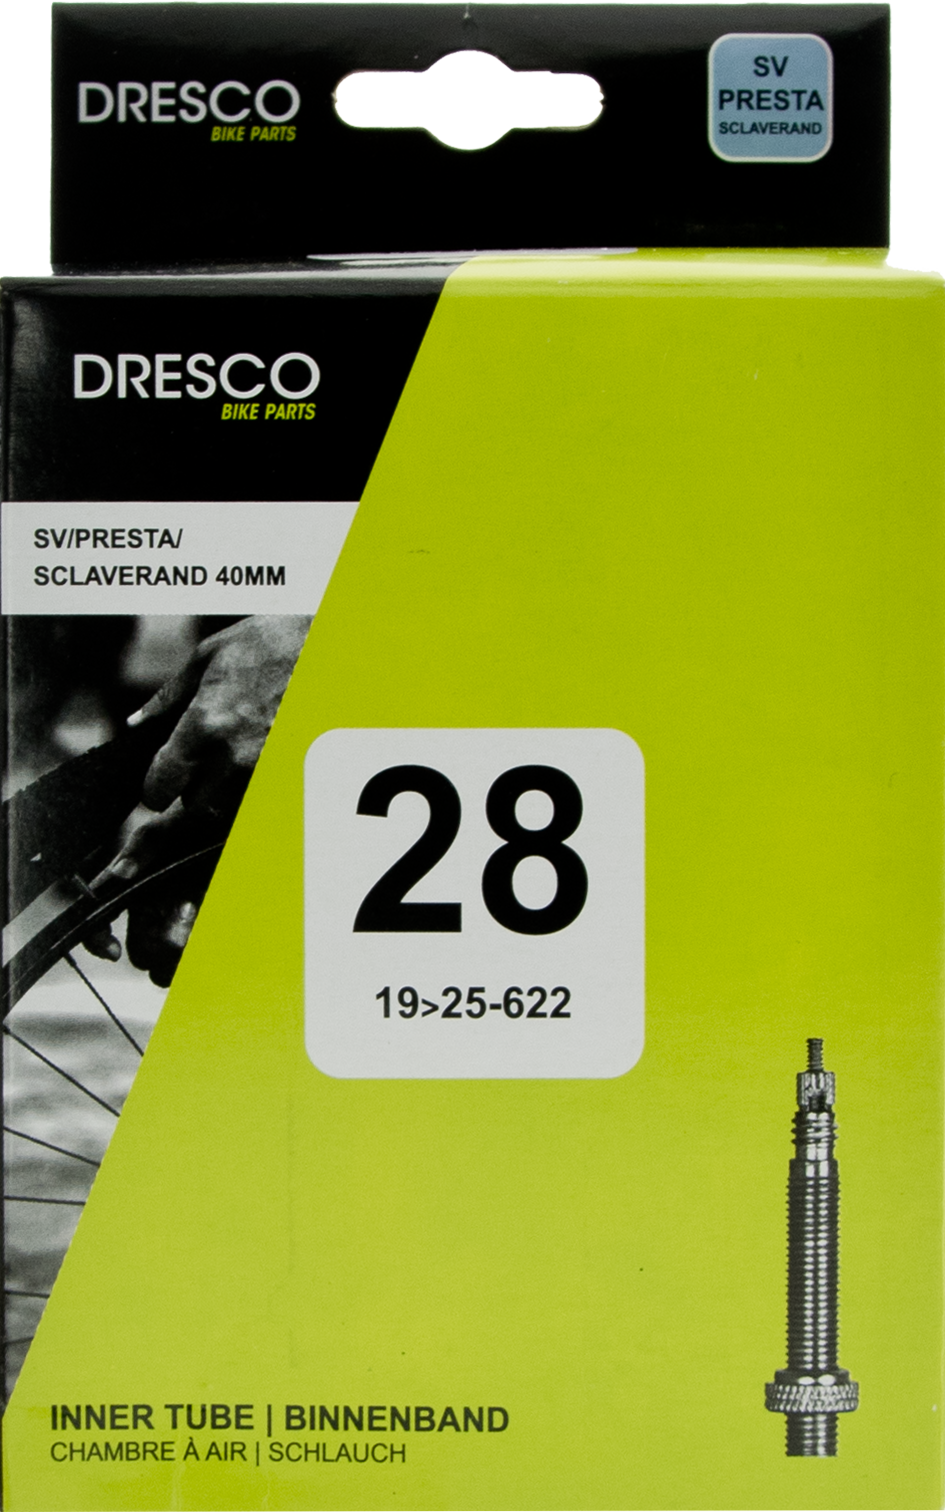 DRESCO
BIKE PARTS
SV
PRESTA
SCLAVERAND
DRESCO
BIKE PARTS
SV/PRESTA/
SCLAVERAND 40MM
28
19>25-622
INNER TUBE | BINNENBAND
CHAMBRE À AIR | SCHLAUCH